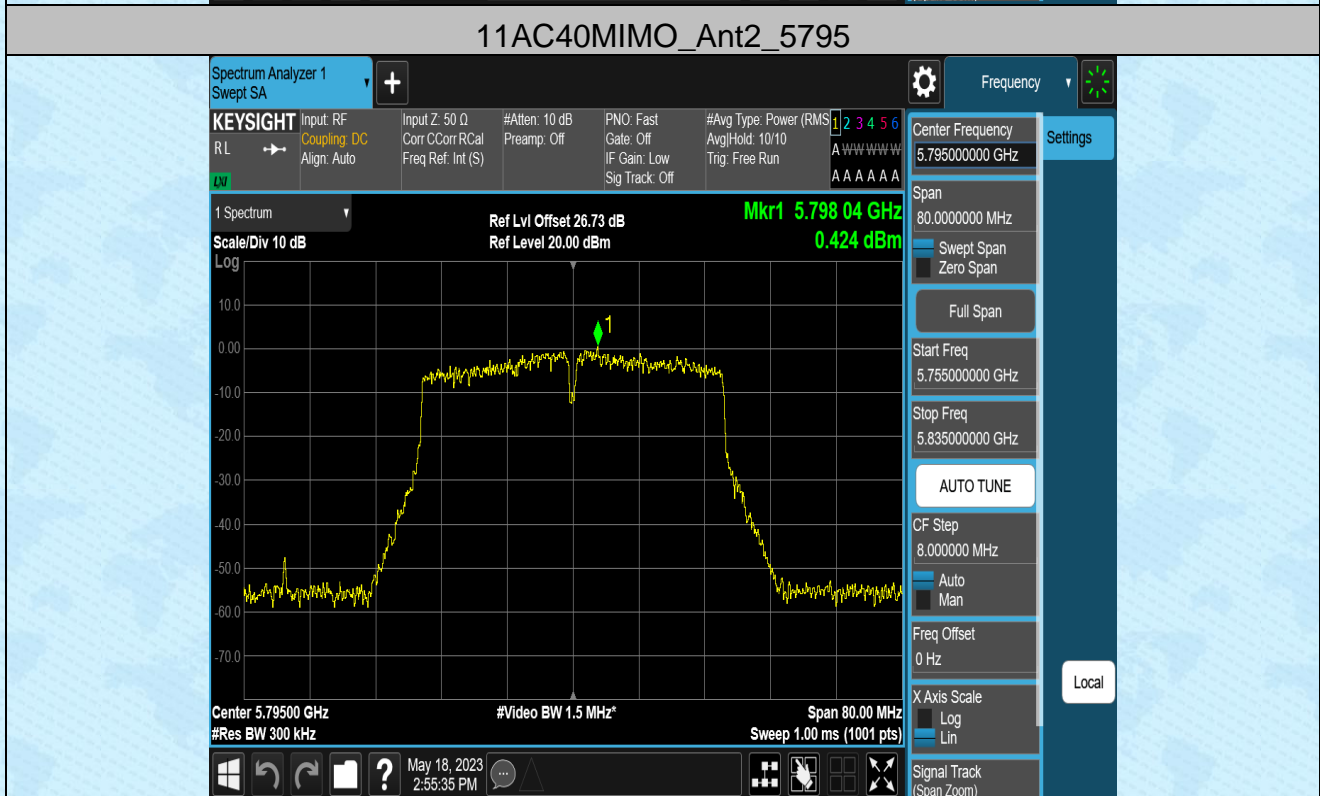 11AC40MIMO_Ant2_5795
Spectrum Analyzer 1
Swept SA
Frequency
KEYSIGHT
RL
LXI
Input: RF
Coupling: DC
Align: Auto
Input Z: 50 Ω
Corr CCorr RCal
Freq Ref: Int (S)
#Atten: 10 dB
Preamp: Off
PNO: Fast
Gate: Off
IF Gain: Low
Sig Track: Off
#Avg Type: Power (RMS
Avg|Hold: 10/10
Trig: Free Run
1 2 3 4 5 6
A W W W W W
A A A A A A
1 Spectrum
Scale/Div 10 dB
Log
Ref Lvl Offset 26.73 dB
Ref Level 20.00 dBm
Mkr1 5.798 04 GHz
0.424 dBm
10.0
0.00
-10.0
-20.0
-30.0
-40.0
-50.0
-60.0
-70.0
1
Center 5.79500 GHz
#Res BW 300 kHz
#Video BW 1.5 MHz*
Span 80.00 MHz
Sweep 1.00 ms (1001 pts)
May 18, 2023
2:55:35 PM
Center Frequency
5.795000000 GHz
Settings
Span
80.0000000 MHz
Swept Span
Zero Span
Full Span
Start Freq
5.755000000 GHz
Stop Freq
5.835000000 GHz
AUTO TUNE
CF Step
8.000000 MHz
Auto
Man
Freq Offset
0 Hz
Local
X Axis Scale
Log
Lin
Signal Track
(Span Zoom)